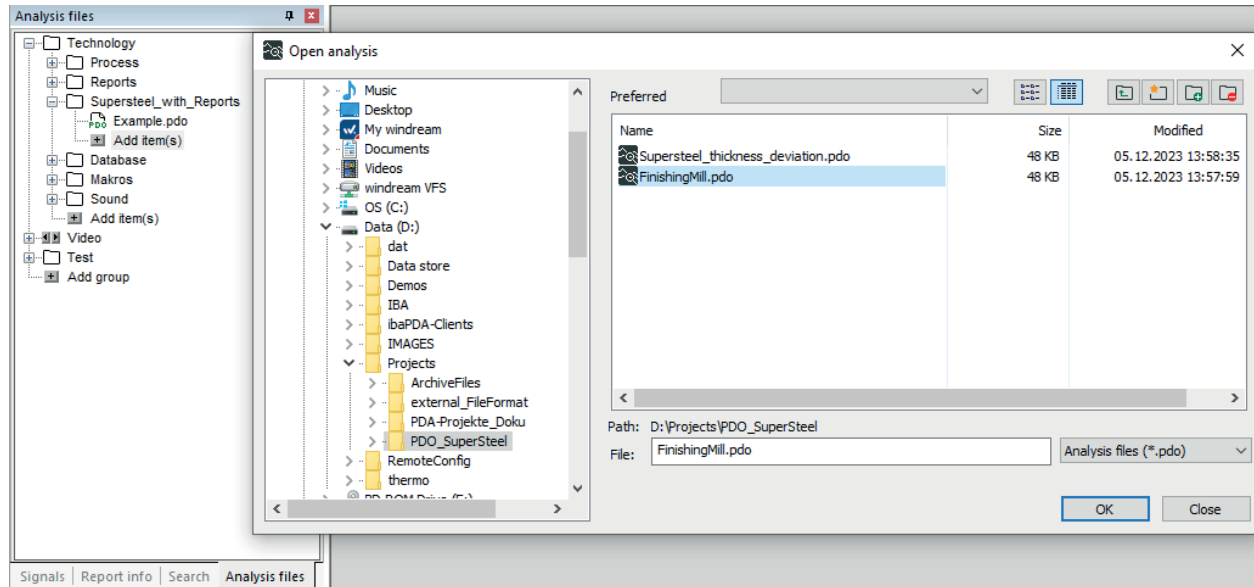 Analysis files
Technology
Process
Reports
Supersteel_with_Reports
PDO Example.pdo
Add item(s)
Database
Makros
Sound
Add item(s)
Video
Test
Add group
Signals
Report info
Search
Analysis files
Open analysis
Music
Desktop
My windream
Documents
Videos
windream VFS
OS (C:)
Data (D:)
dat
Data store
Demos
IBA
ibaPDA-Clients
IMAGES
Projects
ArchiveFiles
external_FileFormat
PDA-Projekte_Doku
PDO_SuperSteel
RemoteConfig
thermo
Preferred
Name Size Modified
Supersteel_thickness_deviation.pdo 48 KB 05.12.2023 13:58:35
FinishingMill.pdo 48 KB 05.12.2023 13:57:59
Path: D:\Projects\PDO_SuperSteel
File: FinishingMill.pdo Analysis files (*.pdo)
OK Close